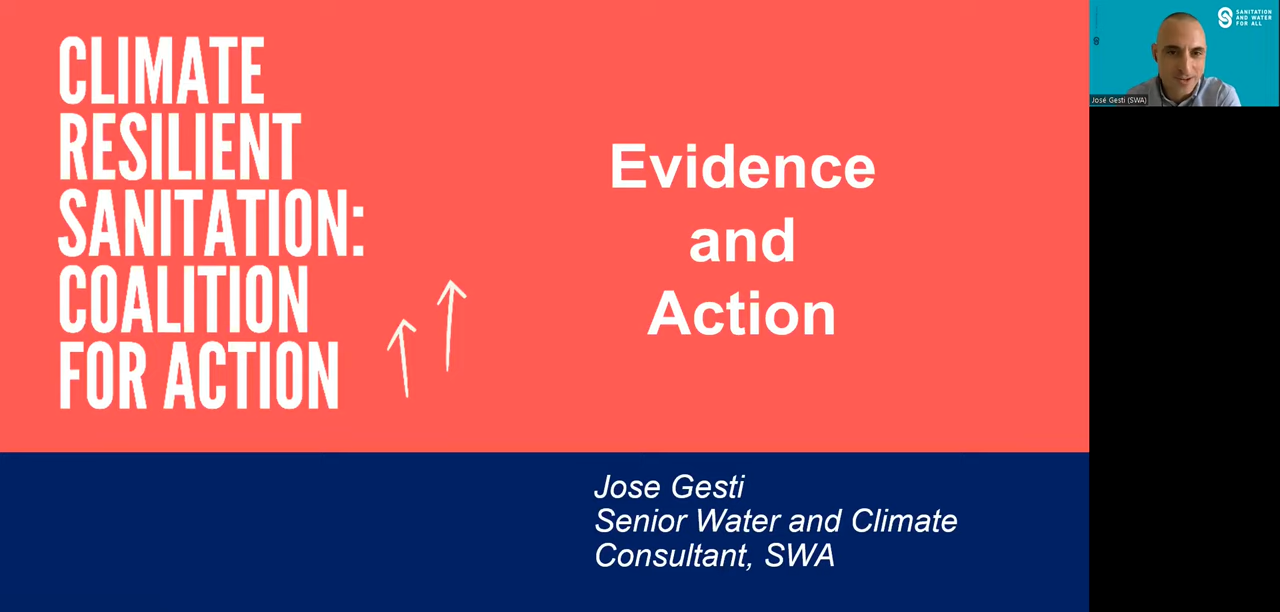 CLIMATE
RESILIENT
SANITATION:
COALITION
FOR ACTION
Evidence
and
Action
Jose Gesti
Senior Water and Climate
Consultant, SWA
SANITATION
AND WATER
FOR ALL
José Gesti (SWA)